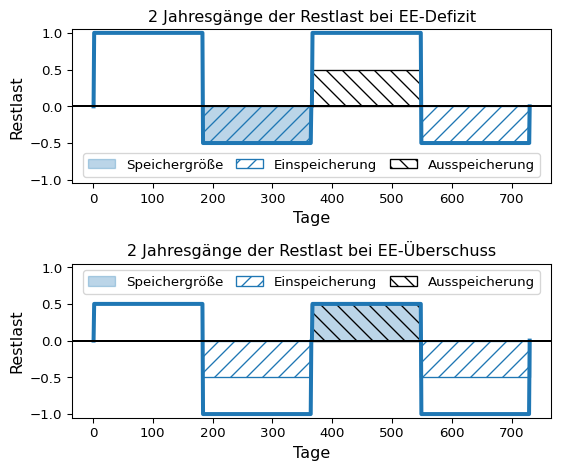 2 Jahresgänge der Restlast bei EE-Defizit
1.0
0.5
0.0
−0.5
−1.0
Restlast
Speichergröße Einspeicherung Ausspeicherung
0 100 200 300 400 500 600 700
Tage
2 Jahresgänge der Restlast bei EE-Überschuss
1.0
0.5
0.0
−0.5
−1.0
Restlast
Speichergröße Einspeicherung Ausspeicherung
0 100 200 300 400 500 600 700
Tage